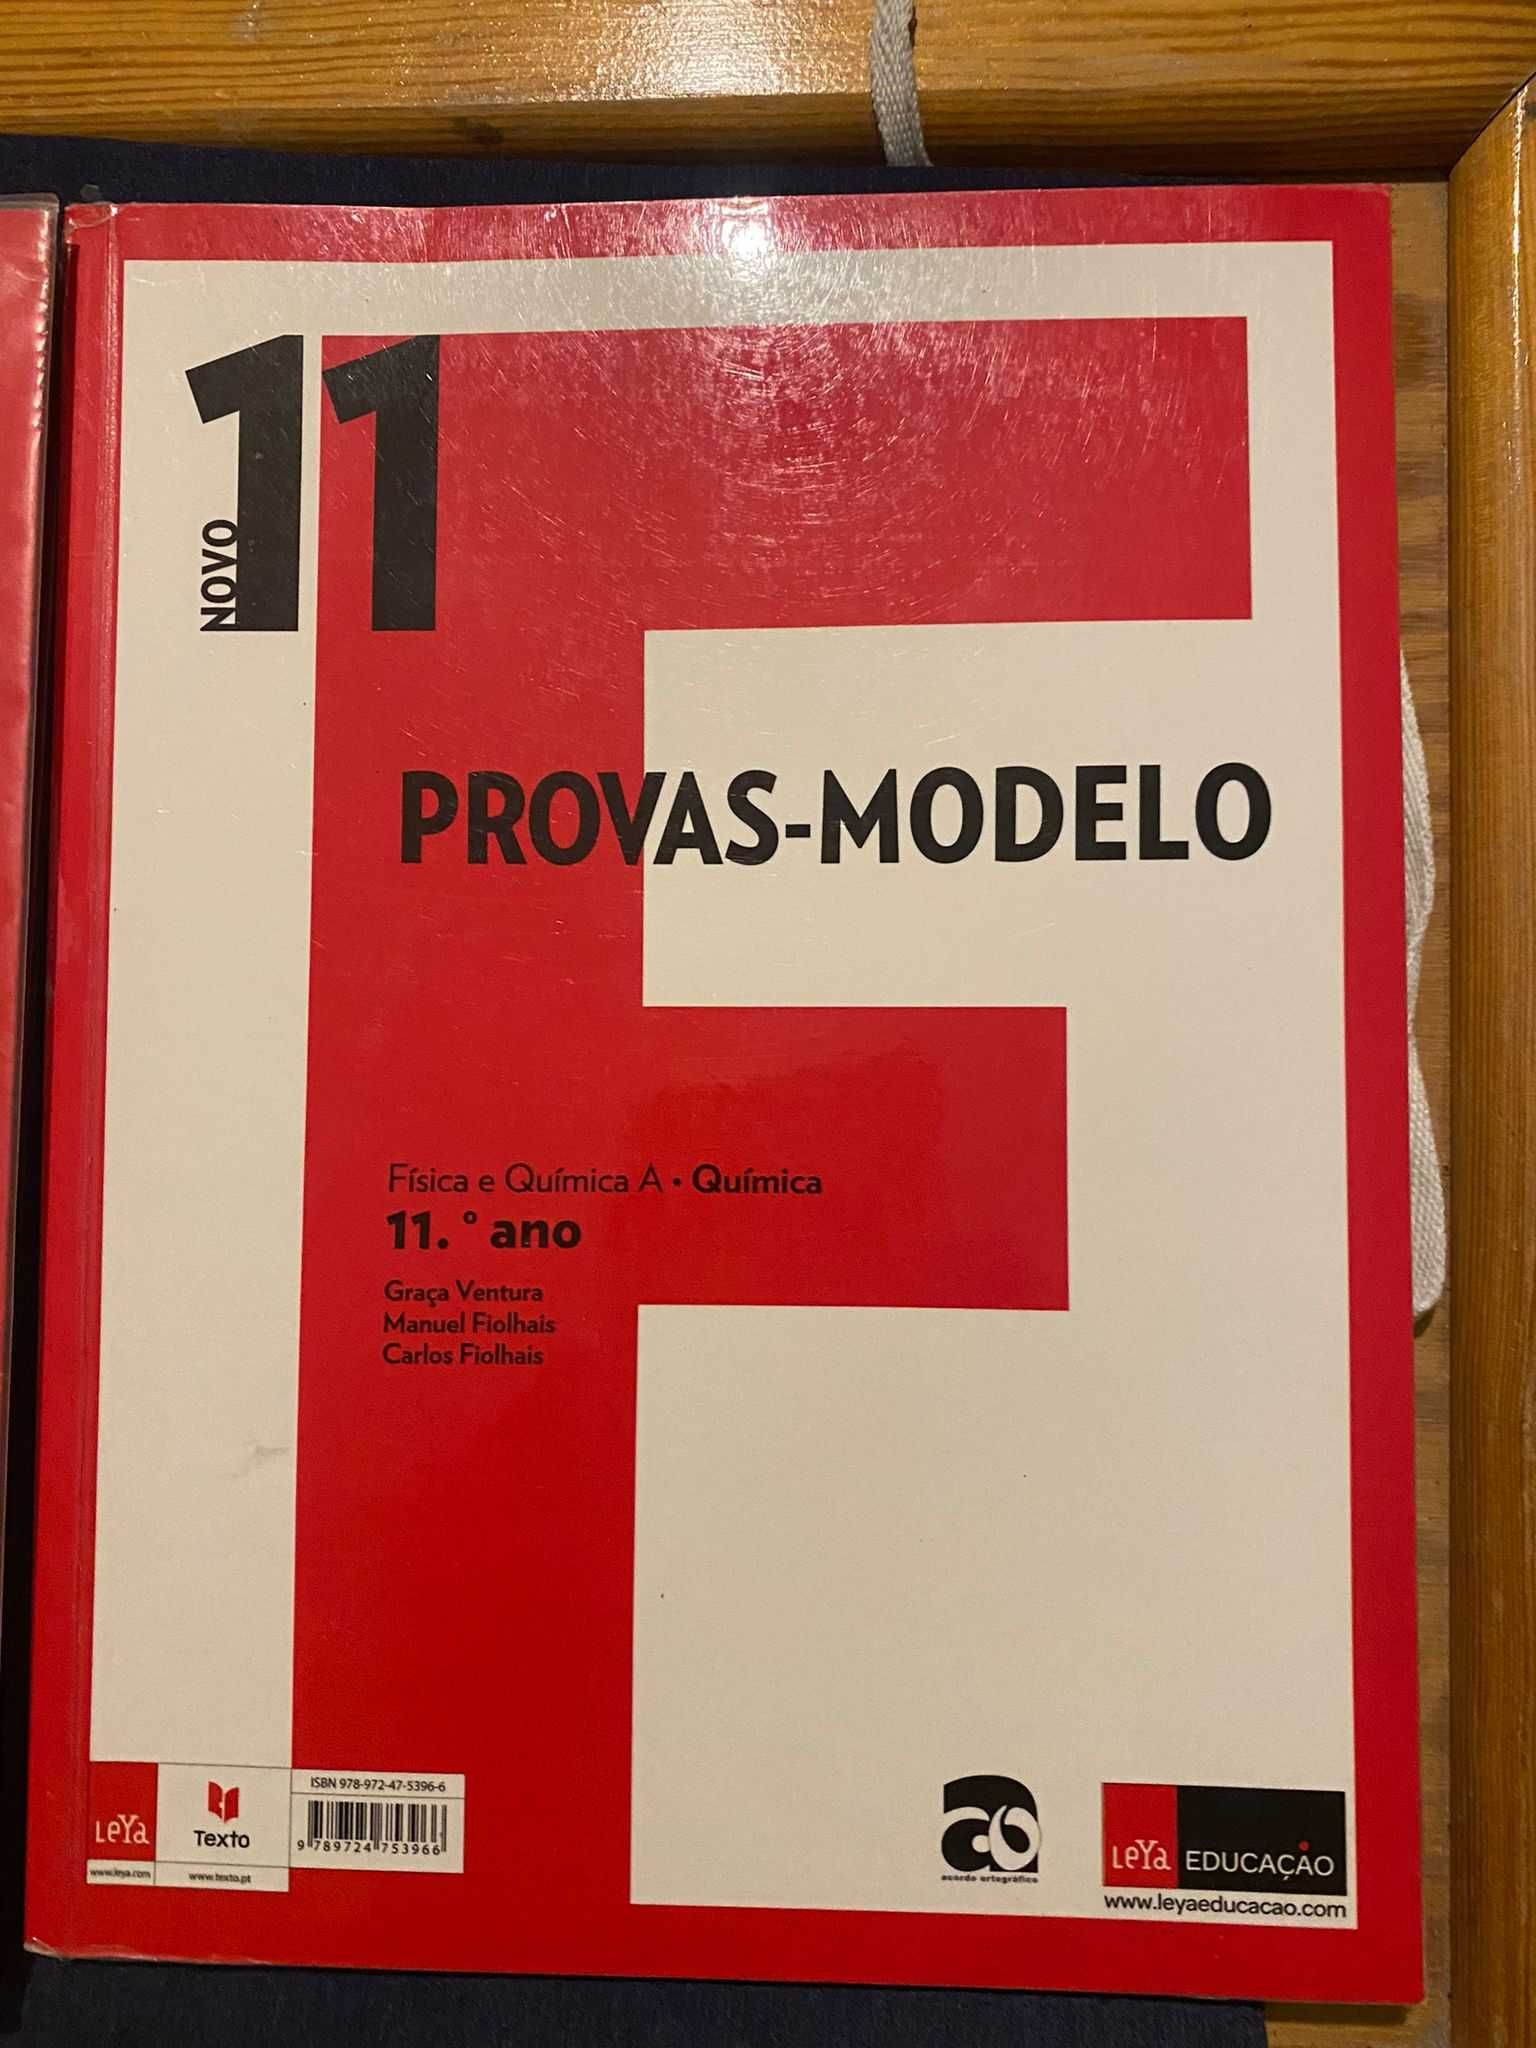 NOVO
11
PROVAS-MODELO
Física e Química A • Química
11.º ano
Graça Ventura
Manuel Fiolhais
Carlos Fiolhais
LeYa
www.leya.com
Texto
www.texto.pt
ISBN 978-972-47-5396-6
9 789724 753966
ao
acordo ortográfico
LeYa EDUCAÇÃO
www.leyaeducacao.com